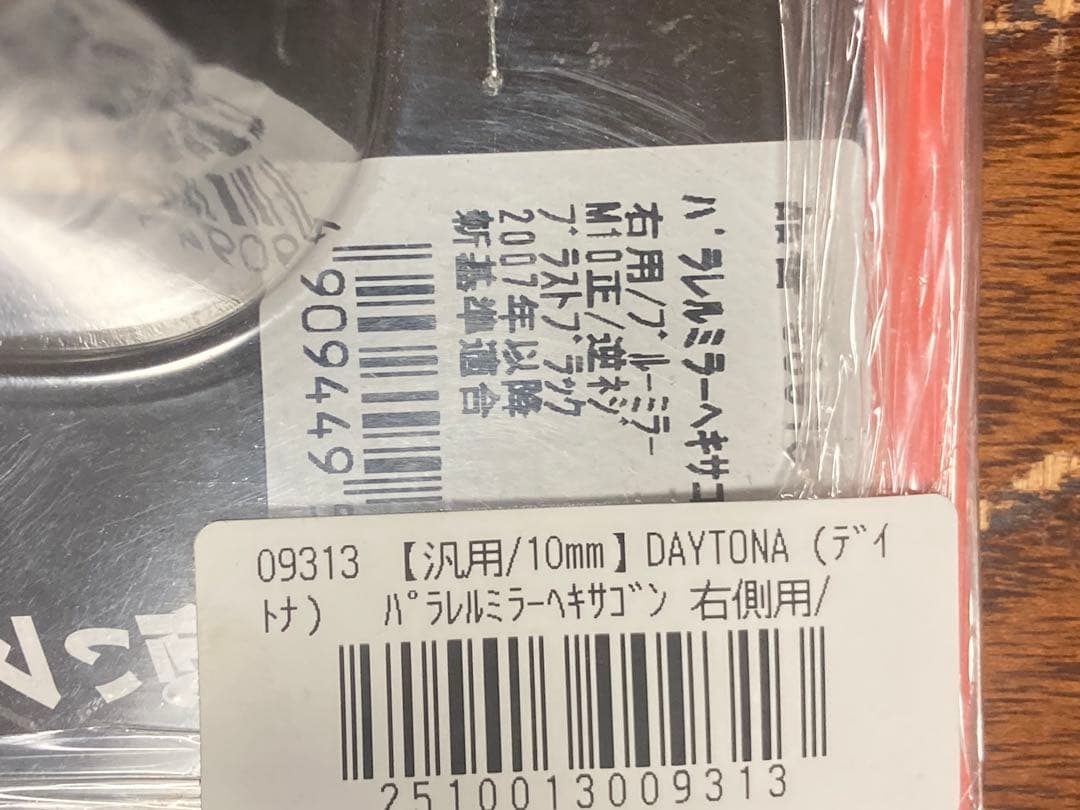 ﾊﾟﾗﾚﾙミラーヘキサゴ
右用/ﾌﾞﾙｰﾐﾗｰ
M10正/逆ﾈｼﾞ
ﾌﾞﾗｽﾄﾌﾞﾗｯｸ
2007年以降
新基準適合
4 909449
09313 【汎用/10mm】DAYTONA (ﾃﾞｲ
ﾄﾅ) ﾊﾟﾗﾚﾙﾐﾗｰﾍｷｻｺﾞﾝ 右側用/
2510013009313